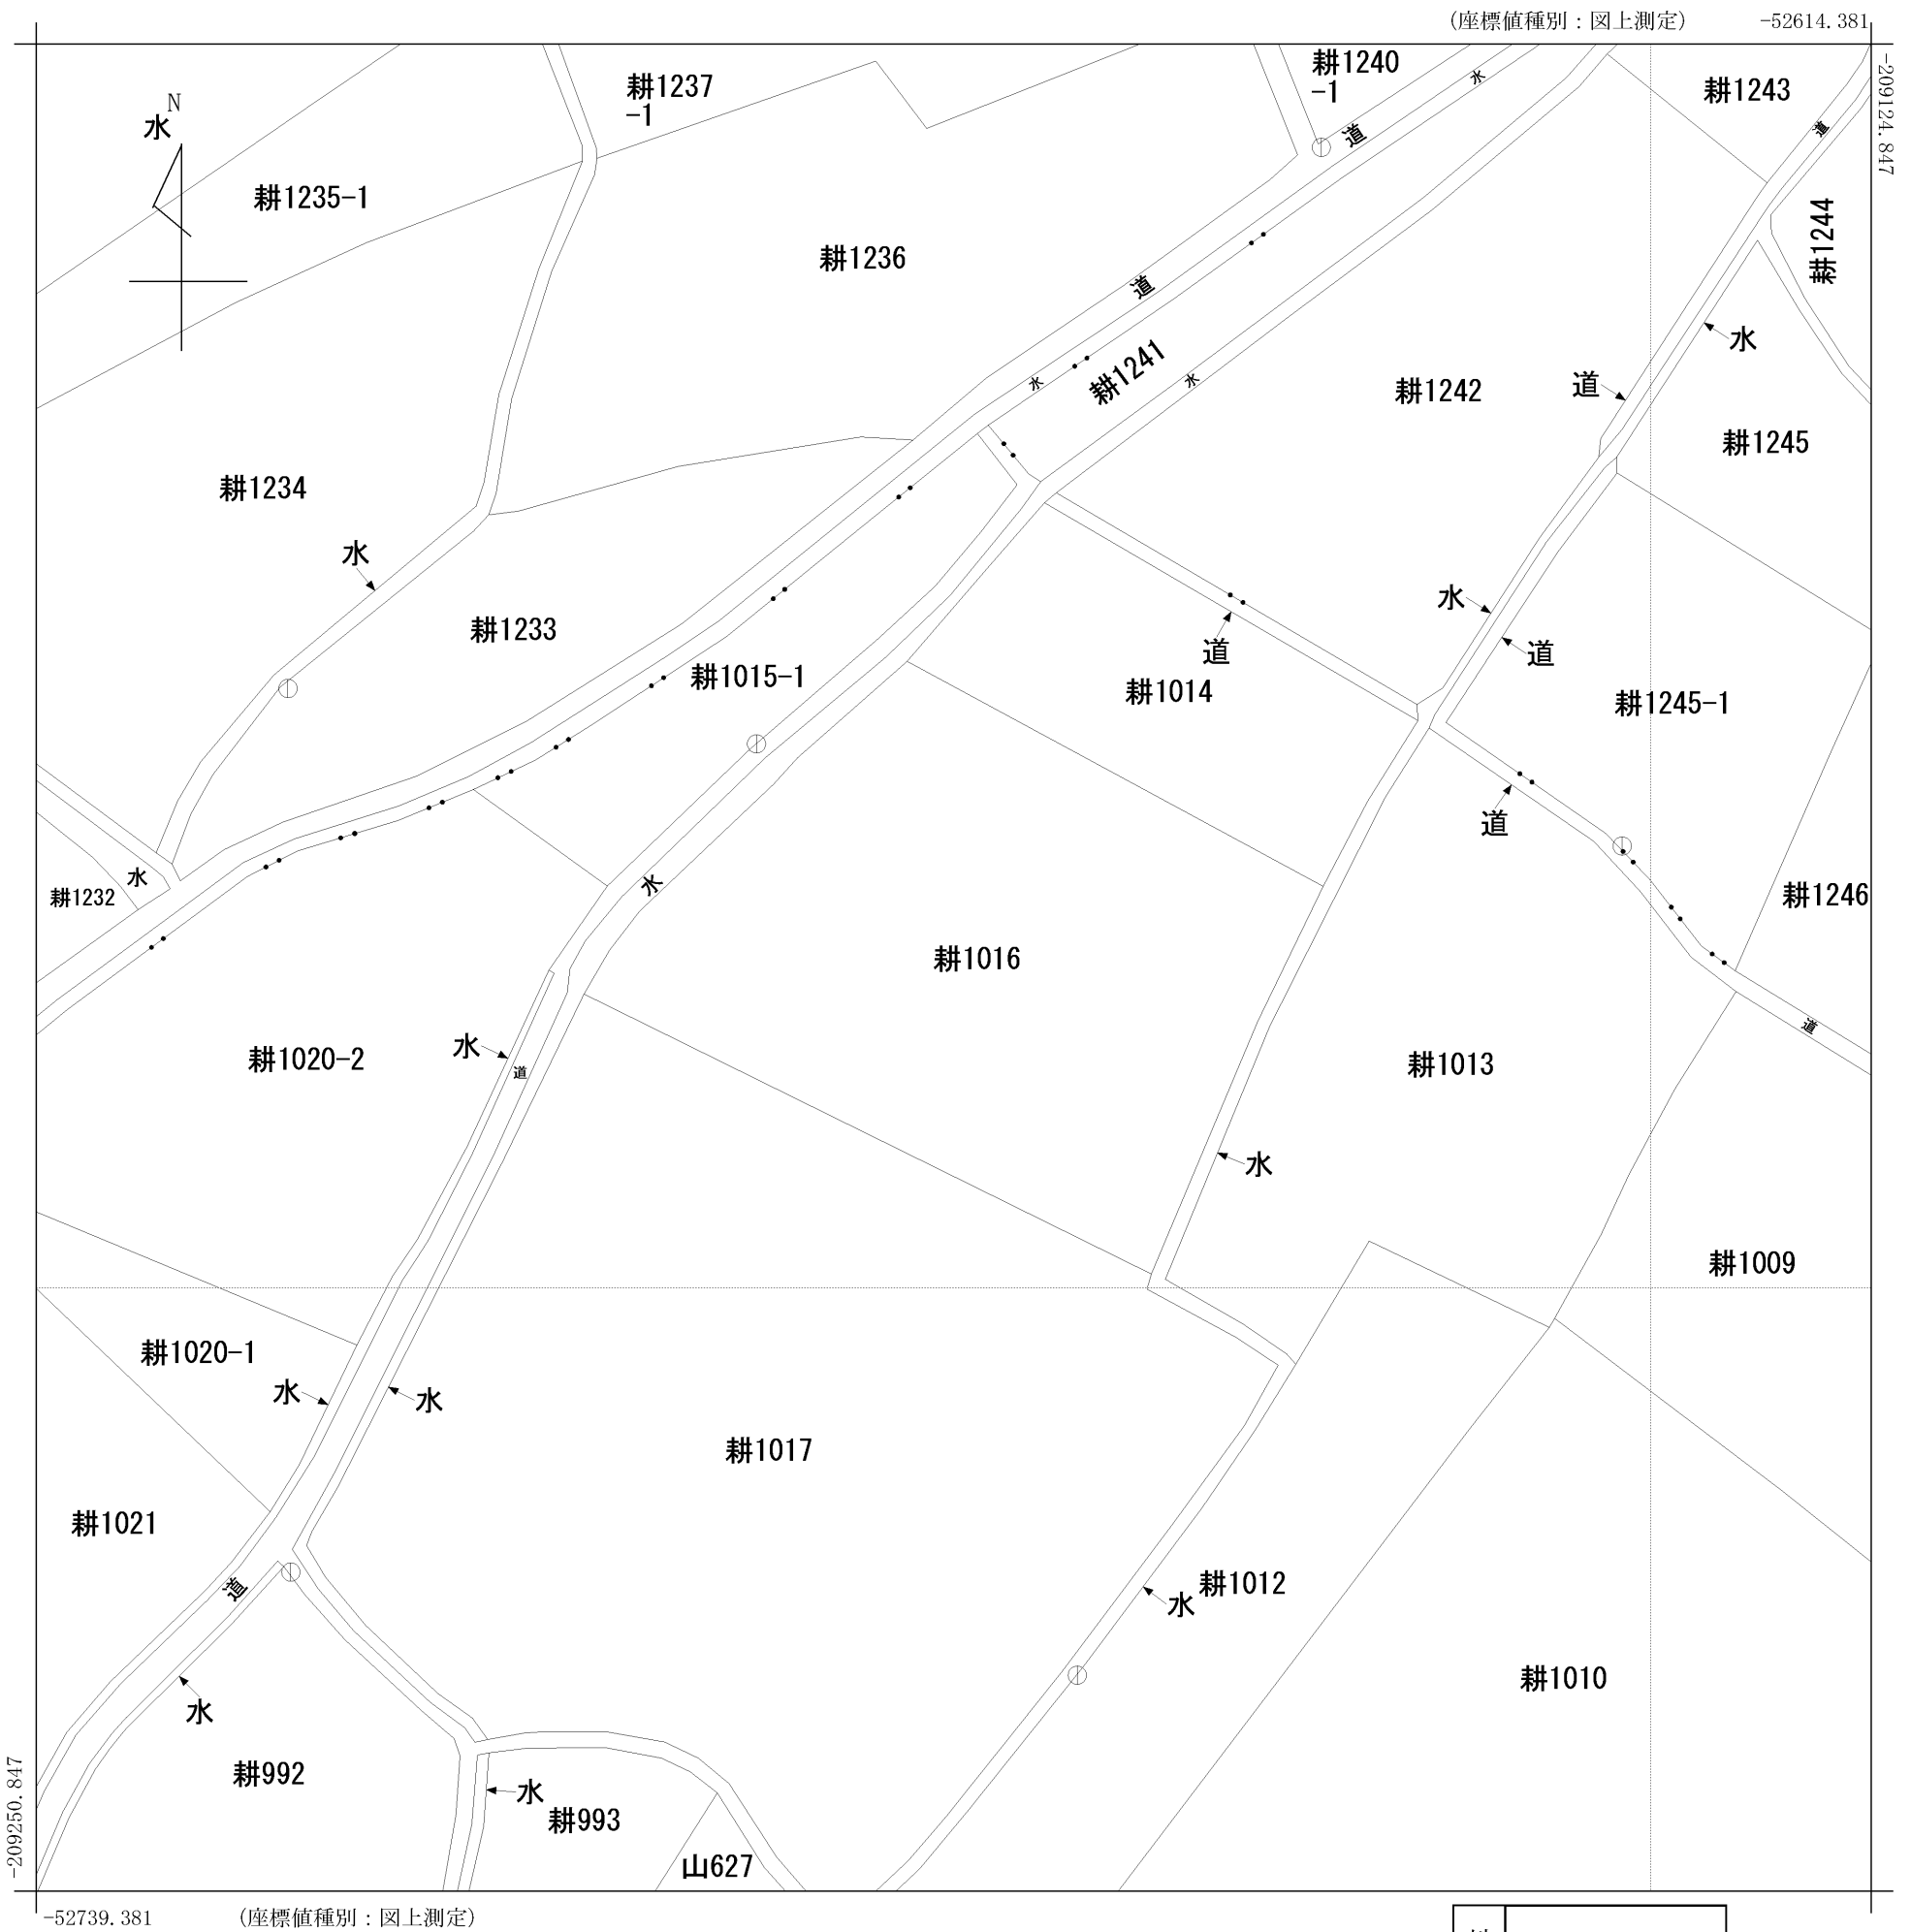 (座標値種別：図上測定) -52614.381
-209124.847
N
水
耕1235-1
耕1237
-1
耕1240
-1
水
道
耕1243
道
耕1244
耕1236
道
水
耕1241
水
耕1242
道
水
耕1245
耕1234
水
耕1233
耕1015-1
道
耕1014
水
道
耕1245-1
道
耕1246
耕1232
水
水
耕1016
道
耕1020-2
水
道
耕1013
水
耕1009
耕1020-1
水
水
耕1017
耕1021
道
耕1012
水
耕1010
水
耕992
水
耕993
山627
-209250.847
-52739.381 (座標値種別：図上測定)